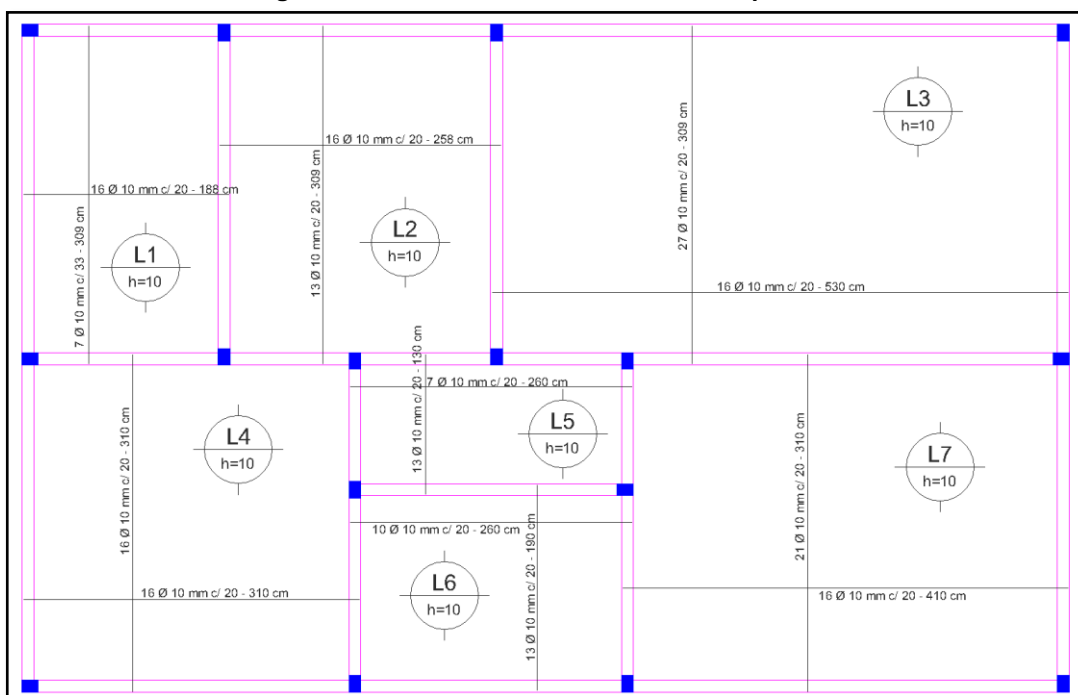 16 Ø 10 mm c/ 20 - 188 cm
7 Ø 10 mm c/ 33 - 309 cm
L1
h=10
16 Ø 10 mm c/ 20 - 258 cm
13 Ø 10 mm c/ 20 - 309 cm
L2
h=10
27 Ø 10 mm c/ 20 - 309 cm
L3
h=10
16 Ø 10 mm c/ 20 - 530 cm
16 Ø 10 mm c/ 20 - 310 cm
L4
h=10
16 Ø 10 mm c/ 20 - 310 cm
13 Ø 10 mm c/ 20 - 130 cm
7 Ø 10 mm c/ 20 - 260 cm
L5
h=10
10 Ø 10 mm c/ 20 - 260 cm
13 Ø 10 mm c/ 20 - 190 cm
L6
h=10
21 Ø 10 mm c/ 20 - 310 cm
L7
h=10
16 Ø 10 mm c/ 20 - 410 cm